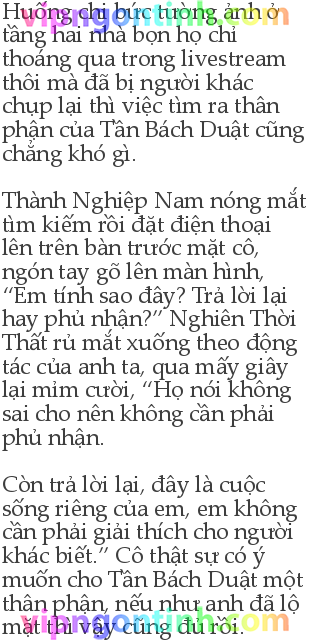 Huống chi bức tường ảnh ở
tầng hai nhà bọn họ chỉ
thoáng qua trong livestream
thôi mà đã bị người khác
chụp lại thì việc tìm ra thân
phận của Tần Bách Duật cũng
chẳng khó gì.
Thành Nghiệp Nam nóng mắt
tìm kiếm rồi đặt điện thoại
lên trên bàn trước mặt cô,
ngón tay gõ lên màn hình,
“Em tính sao đây? Trả lời lại
hay phủ nhận?” Nghiên Thời
Thất rủ mắt xuống theo động
tác của anh ta, qua mấy giây
lại mỉm cười, “Họ nói không
sai cho nên không cần phải
phủ nhận.
Còn trả lời lại, đây là cuộc
sống riêng của em, em không
cần phải giải thích cho người
khác biết.” Cô thật sự có ý
muốn cho Tần Bách Duật một
thân phận, nếu như anh đã lộ
mặt thì vậy cũng đủ rồi.
vipngontinh.com
vipngontinh.com